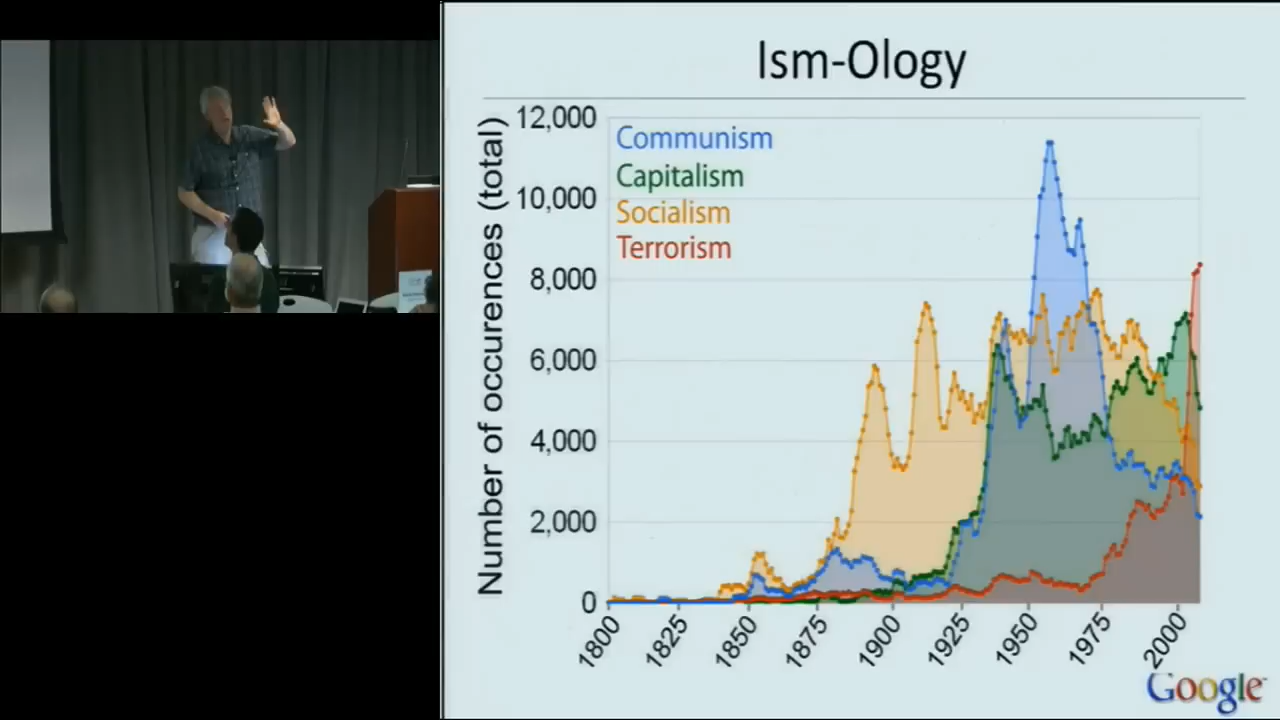 Ism-Ology
Number of occurences (total)
12,000
10,000
8,000
6,000
4,000
2,000
0
Communism
Capitalism
Socialism
Terrorism
1800
1825
1850
1875
1900
1925
1950
1975
2000
Google